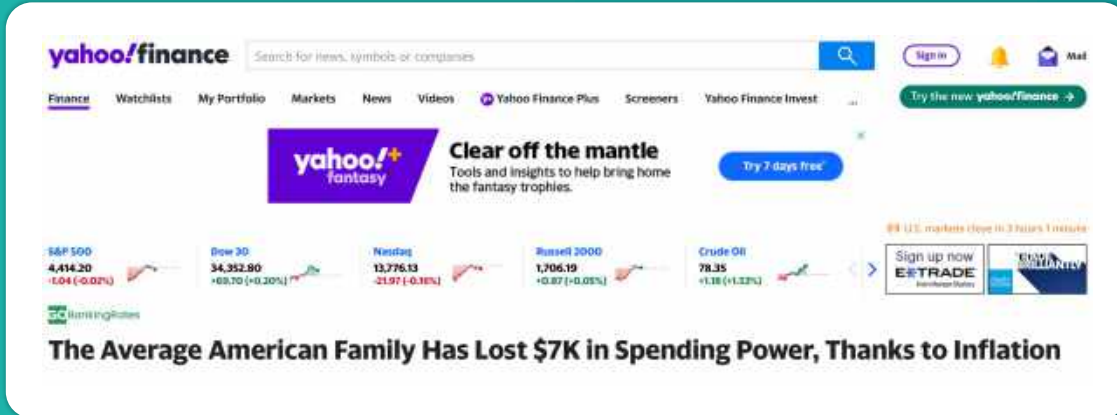 yahoo!finance
Search for news, symbols or companies
Sign in
Mail
Finance Watchlists My Portfolio Markets News Videos Yahoo Finance Plus Screeners Yahoo Finance Invest ...
Try the new yahoo!finance →
yahoo!+
fantasy
Clear off the mantle
Tools and insights to help bring home
the fantasy trophies.
Try 7 days free
U.S. markets close in 3 hours 1 minute
S&P 500
4,414.20
-1.04 (-0.02%)
Dow 30
34,352.80
+69.70 (+0.20%)
Nasdaq
13,776.13
-21.97 (-0.16%)
Russell 2000
1,706.19
+0.87 (+0.05%)
Crude Oil
78.35
Sign up now
E*TRADE
GOBankingRates
The Average American Family Has Lost $7K in Spending Power, Thanks to Inflation